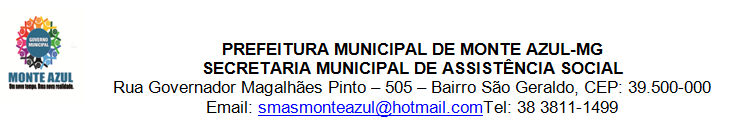 GOVERNO
MUNICIPAL
MONTE AZUL
Um novo tempo. Uma nova realidade.
PREFEITURA MUNICIPAL DE MONTE AZUL-MG
SECRETARIA MUNICIPAL DE ASSISTÊNCIA SOCIAL
Rua Governador Magalhães Pinto – 505 – Bairro São Geraldo, CEP: 39.500-000
Email: smasmonteazul@hotmail.comTel: 38 3811-1499